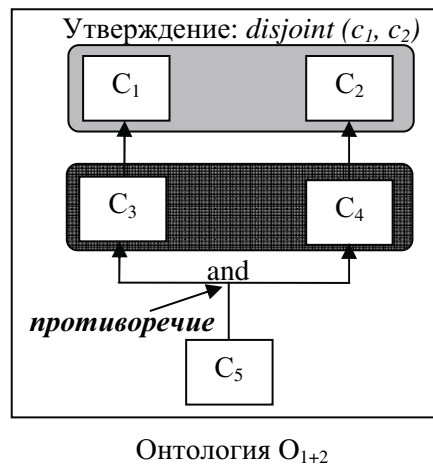 Утверждение: disjoint (c₁, c₂)
C₁ C₂
C₃ C₄
and
противоречие
C₅
Онтология O₁₊₂